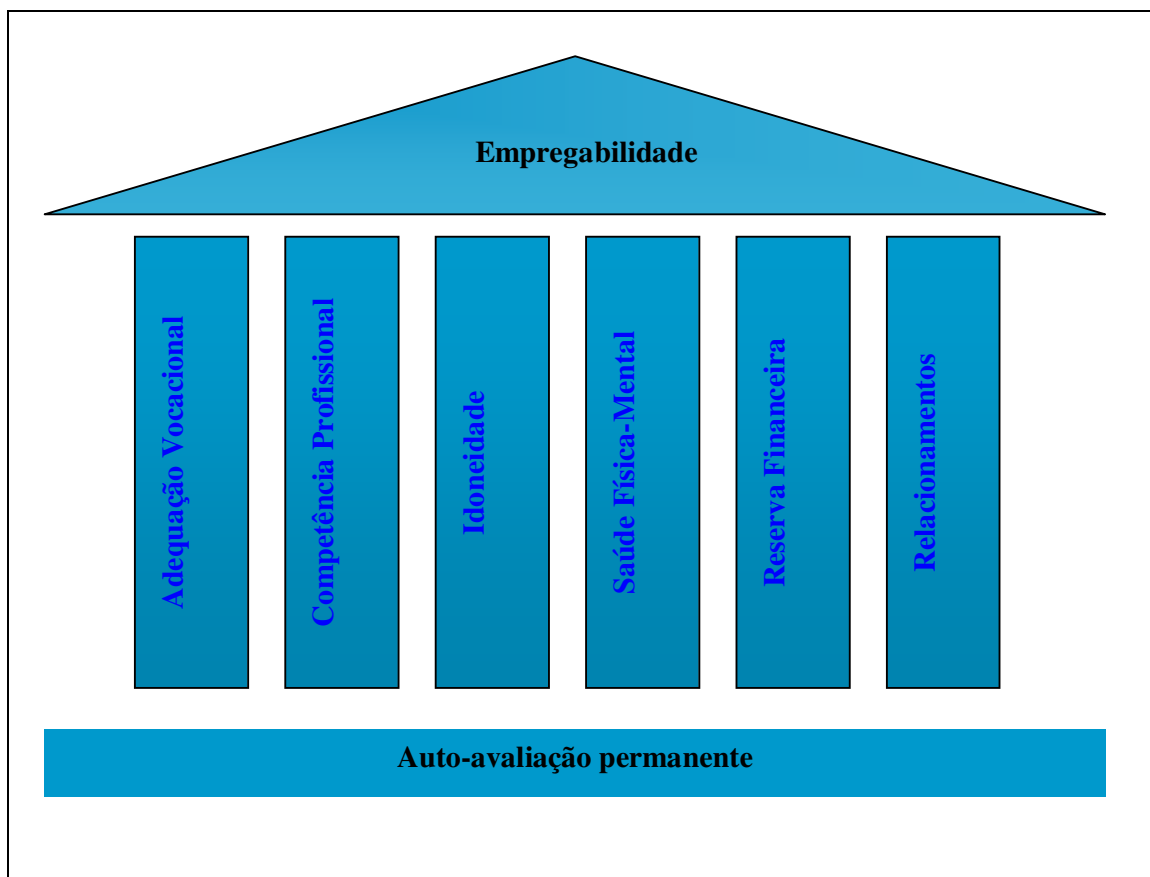 Empregabilidade
Adequação Vocacional
Competência Profissional
Idoneidade
Saúde Física-Mental
Reserva Financeira
Relacionamentos
Auto-avaliação permanente